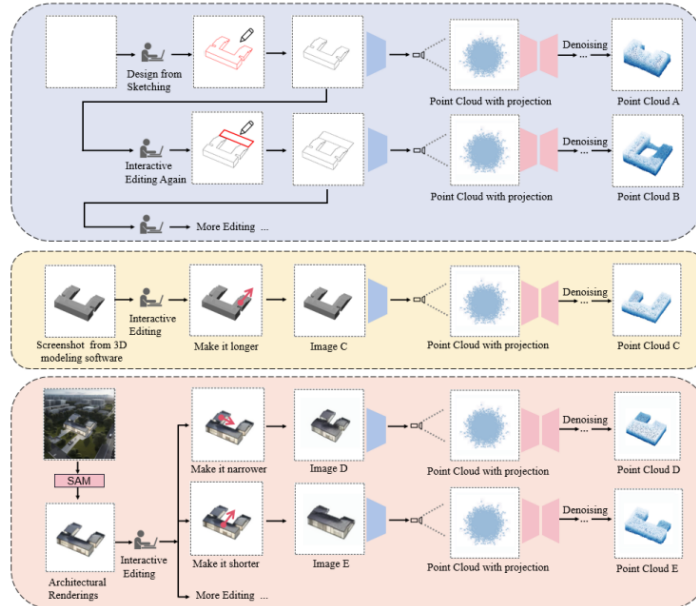 Design from
Sketching
Denoising
...
Point Cloud with projection
Point Cloud A
Interactive
Editing Again
Denoising
...
Point Cloud with projection
Point Cloud B
More Editing ...
Screenshot from 3D
modeling software
Interactive
Editing
Make it longer
Image C
Point Cloud with projection
Denoising
...
Point Cloud C
SAM
Architectural
Renderings
Interactive
Editing
Make it narrower
Image D
Point Cloud with projection
Denoising
...
Point Cloud D
Make it shorter
Image E
Point Cloud with projection
Denoising
...
Point Cloud E
More Editing ...